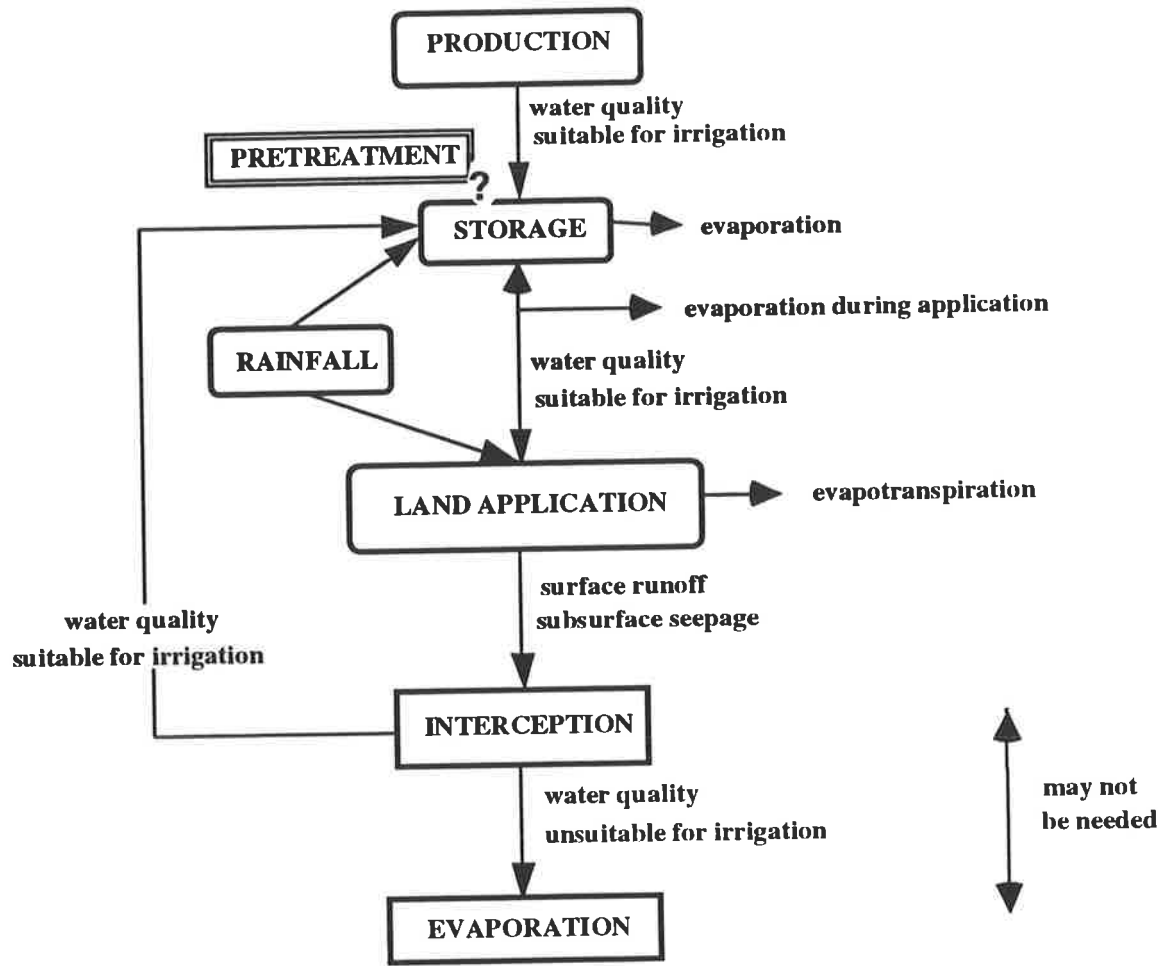 PRODUCTION
water quality
suitable for irrigation
PRETREATMENT
?
STORAGE
evaporation
evaporation during application
RAINFALL
water quality
suitable for irrigation
LAND APPLICATION
evapotranspiration
surface runoff
subsurface seepage
water quality
suitable for irrigation
INTERCEPTION
water quality
unsuitable for irrigation
may not
be needed
EVAPORATION